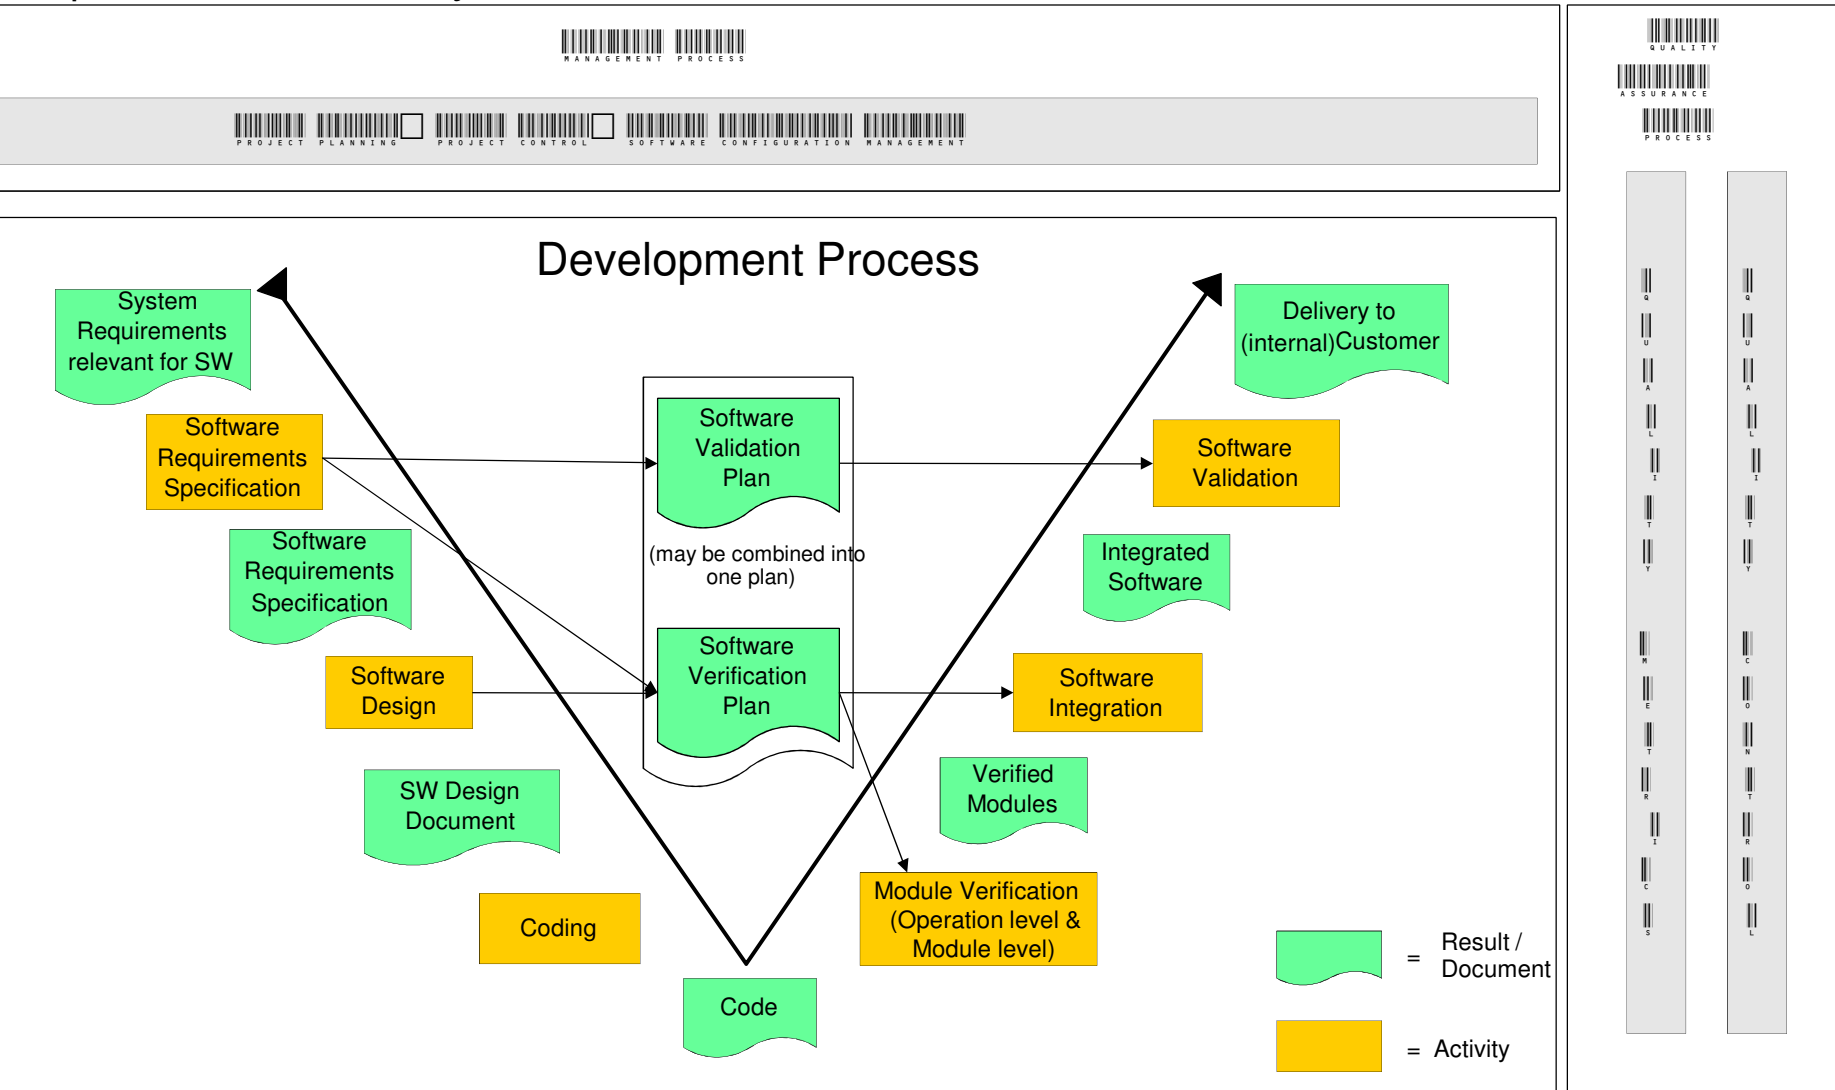 MANAGEMENT PROCESS
PROJECT PLANNING PROJECT CONTROL SOFTWARE CONFIGURATION MANAGEMENT
QUALITY
ASSURANCE
PROCESS
QUALITY METRICS
QUALITY CONTROL
Development Process
System
Requirements
relevant for SW
Software
Requirements
Specification
Software
Requirements
Specification
Software
Design
SW Design
Document
Coding
Code
Software
Validation
Plan
(may be combined into
one plan)
Software
Verification
Plan
Delivery to
(internal)Customer
Software
Validation
Integrated
Software
Software
Integration
Verified
Modules
Module Verification
(Operation level &
Module level)
= Result /
Document
= Activity